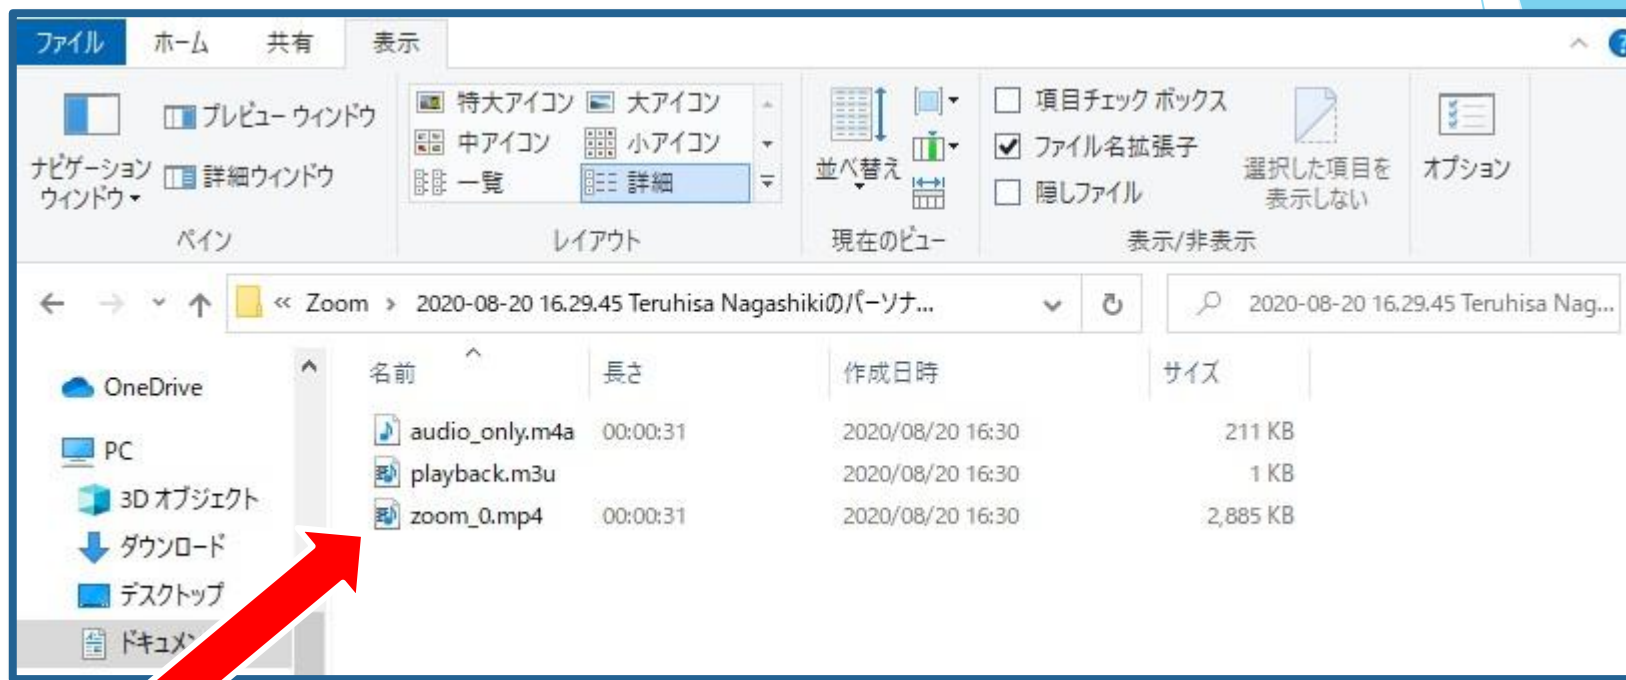 ファイル ホーム 共有 表示
ナビゲーション ウィンドウ
プレビュー ウィンドウ
詳細ウィンドウ
ペイン
特大アイコン 大アイコン
中アイコン 小アイコン
一覧 詳細
レイアウト
並べ替え
現在のビュー
項目チェック ボックス
ファイル名拡張子
隠しファイル
選択した項目を
表示しない
表示/非表示
オプション
« Zoom › 2020-08-20 16.29.45 Teruhisa Nagashikiのパーソナ...
2020-08-20 16.29.45 Teruhisa Nag...
OneDrive
PC
3D オブジェクト
ダウンロード
デスクトップ
ドキュメ
名前 長さ 作成日時 サイズ
audio_only.m4a 00:00:31 2020/08/20 16:30 211 KB
playback.m3u 2020/08/20 16:30 1 KB
zoom_0.mp4 00:00:31 2020/08/20 16:30 2,885 KB